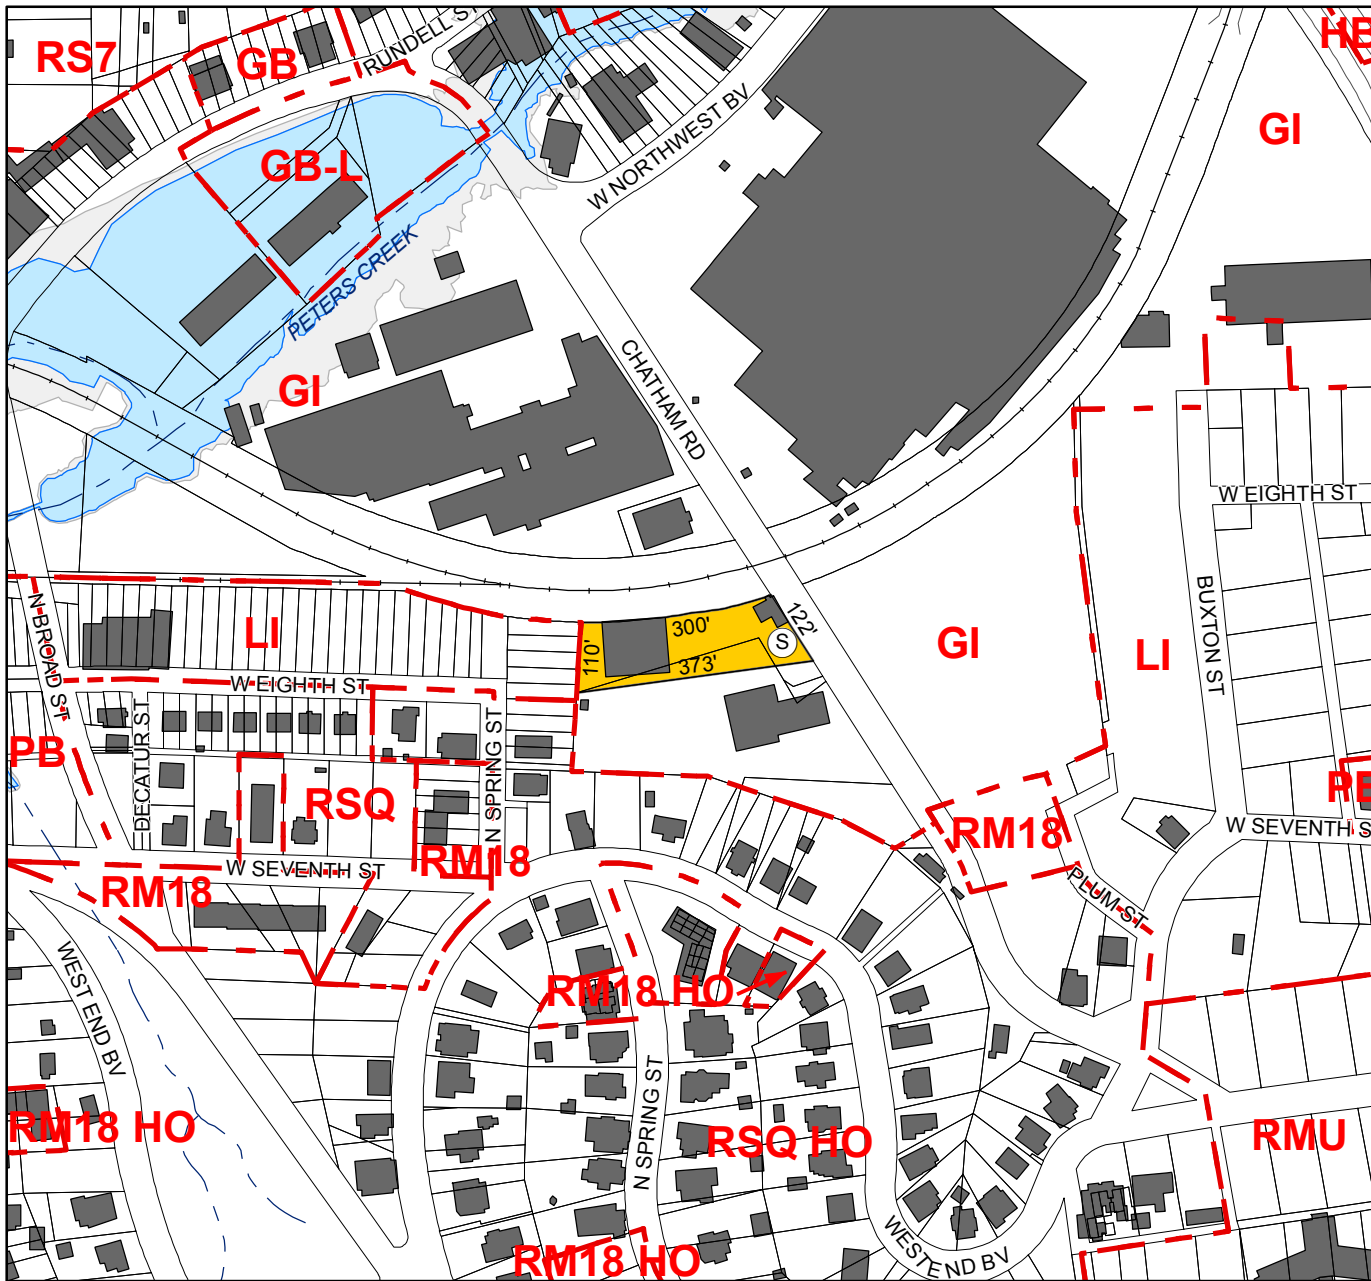 RS7
GB
RUNDELL ST
HB
GI
W NORTHWEST BV
GB-L
PETERS CREEK
GI
CHATHAM RD
W EIGHTH ST
BUXTON ST
N BROAD ST
LI
110'
300'
373'
122'
S
GI
LI
W EIGHTH ST
DECATUR ST
N SPRING ST
PB
RSQ
RM18
RM18
PB
W SEVENTH S
W SEVENTH ST
RM18
PLUM ST
WEST END BV
RM18 HO
N SPRING ST
RM18 HO
RSQ HO
RMU
WEST END BV
RM18 HO